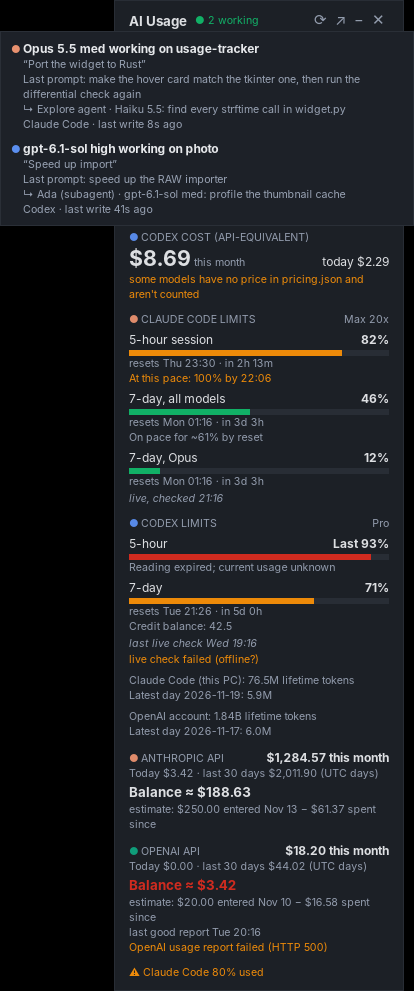 AI Usage ● 2 working ⟳ ↗ – ✕
● Opus 5.5 med working on usage-tracker
“Port the widget to Rust”
Last prompt: make the hover card match the tkinter one, then run the
differential check again
↳ Explore agent · Haiku 5.5: find every strftime call in widget.py
Claude Code · last write 8s ago
● gpt-6.1-sol high working on photo
“Speed up import”
Last prompt: speed up the RAW importer
↳ Ada (subagent) · gpt-6.1-sol med: profile the thumbnail cache
Codex · last write 41s ago
● CODEX COST (API-EQUIVALENT)
$8.69 this month today $2.29
some models have no price in pricing.json and
aren't counted
● CLAUDE CODE LIMITS Max 20x
5-hour session 82%
resets Thu 23:30 · in 2h 13m
At this pace: 100% by 22:06
7-day, all models 46%
resets Mon 01:16 · in 3d 3h
On pace for ~61% by reset
7-day, Opus 12%
resets Mon 01:16 · in 3d 3h
live, checked 21:16
● CODEX LIMITS Pro
5-hour Last 93%
Reading expired; current usage unknown
7-day 71%
resets Tue 21:26 · in 5d 0h
Credit balance: 42.5
last live check Wed 19:16
live check failed (offline?)
Claude Code (this PC): 76.5M lifetime tokens
Latest day 2026-11-19: 5.9M
OpenAI account: 1.84B lifetime tokens
Latest day 2026-11-17: 6.0M
● ANTHROPIC API $1,284.57 this month
Today $3.42 · last 30 days $2,011.90 (UTC days)
Balance ≈ $188.63
estimate: $250.00 entered Nov 13 − $61.37 spent
since
● OPENAI API $18.20 this month
Today $0.00 · last 30 days $44.02 (UTC days)
Balance ≈ $3.42
estimate: $20.00 entered Nov 10 − $16.58 spent
since
last good report Tue 20:16
OpenAI usage report failed (HTTP 500)
⚠ Claude Code 80% used